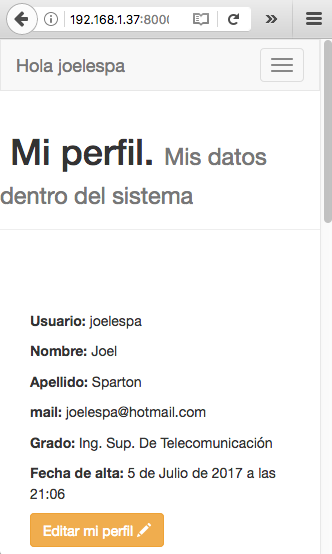 192.168.1.37:8000
Hola joelespa
Mi perfil. Mis datos
dentro del sistema
Usuario: joelespa
Nombre: Joel
Apellido: Sparton
mail: joelespa@hotmail.com
Grado: Ing. Sup. De Telecomunicación
Fecha de alta: 5 de Julio de 2017 a las
21:06
Editar mi perfil